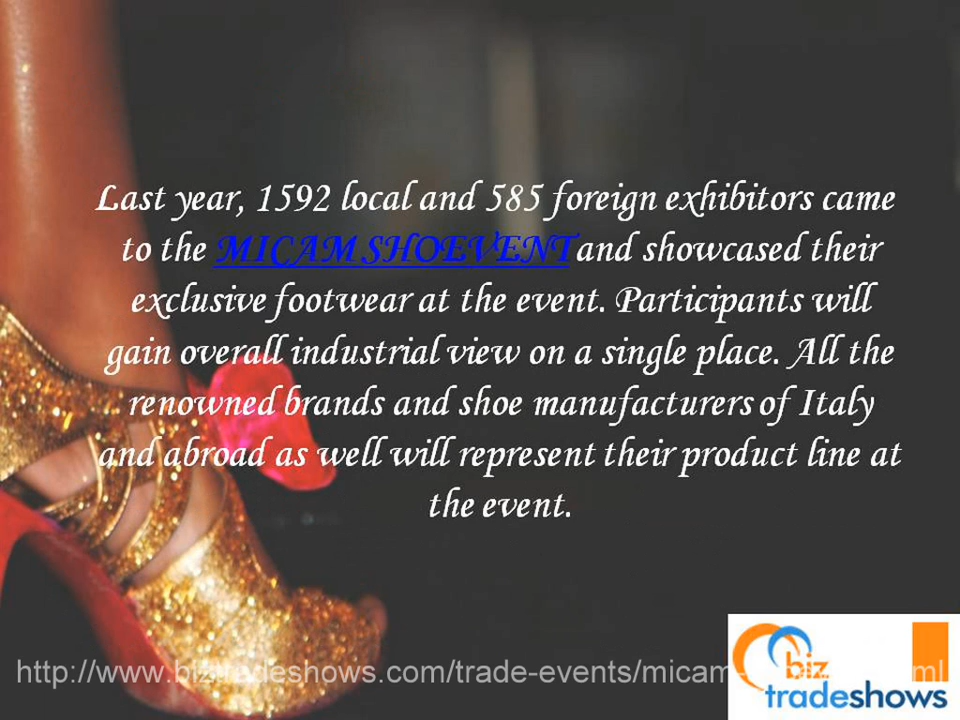 Last year, 1592 local and 585 foreign exhibitors came
to the MICAM SHOEVENT and showcased their
exclusive footwear at the event. Participants will
gain overall industrial view on a single place. All the
renowned brands and shoe manufacturers of Italy
and abroad as well will represent their product line at
the event.
biz
tradeshows